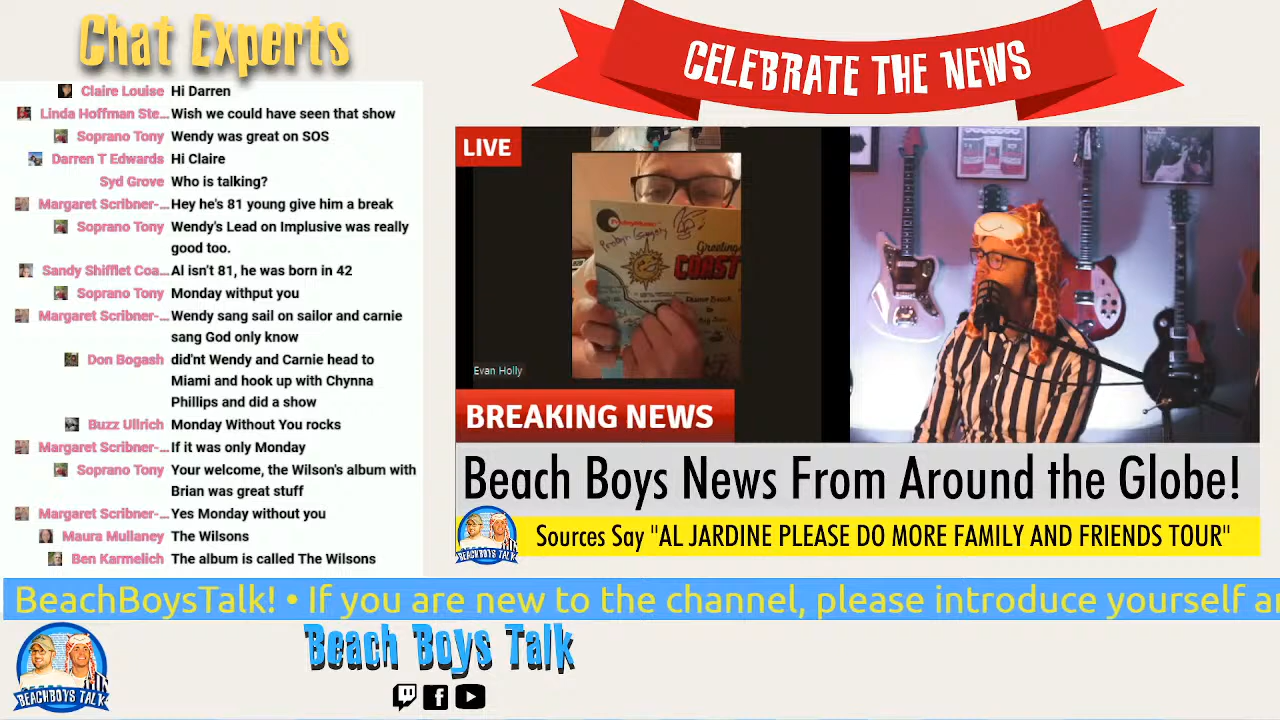 Chat Experts
CELEBRATE THE NEWS
Claire Louise Hi Darren
Linda Hoffman Ste... Wish we could have seen that show
Soprano Tony Wendy was great on SOS
Darren T Edwards Hi Claire
Syd Grove Who is talking?
Margaret Scribner-... Hey he's 81 young give him a break
Soprano Tony Wendy's Lead on Implusive was really
good too.
Sandy Shifflet Coa... Al isn't 81, he was born in 42
Soprano Tony Monday withput you
Margaret Scribner-... Wendy sang sail on sailor and carnie
sang God only know
Don Bogash did'nt Wendy and Carnie head to
Miami and hook up with Chynna
Phillips and did a show
Buzz Ullrich Monday Without You rocks
Margaret Scribner-... If it was only Monday
Soprano Tony Your welcome, the Wilson's album with
Brian was great stuff
Margaret Scribner-... Yes Monday without you
Maura Mullaney The Wilsons
Ben Karmelich The album is called The Wilsons
LIVE
Greetings
COAST
Evan Holly
BREAKING NEWS
Beach Boys News From Around the Globe!
BEACHBOYS TALK
Sources Say "AL JARDINE PLEASE DO MORE FAMILY AND FRIENDS TOUR"
BeachBoysTalk! • If you are new to the channel, please introduce yourself an
BEACHBOYS TALK
Beach Boys Talk